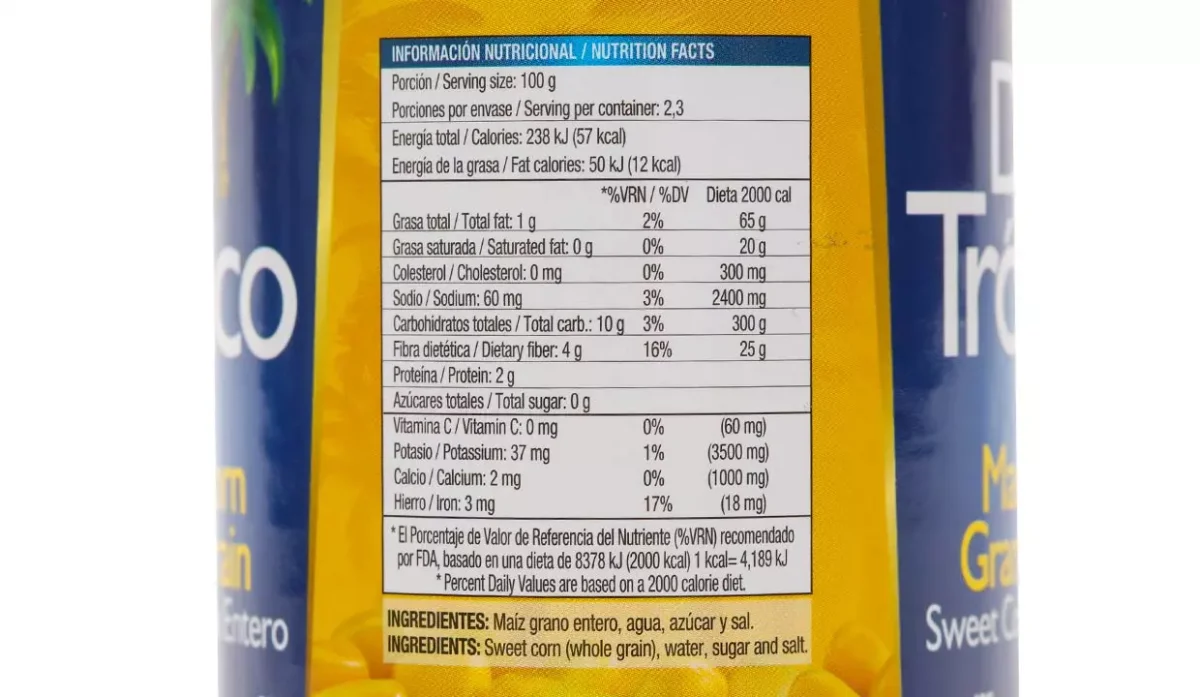 INFORMACIÓN NUTRICIONAL / NUTRITION FACTS
Porción / Serving size: 100 g
Porciones por envase / Serving per container: 2,3
Energía total / Calories: 238 kJ (57 kcal)
Energía de la grasa / Fat calories: 50 kJ (12 kcal)
*%VRN / %DV Dieta 2000 cal
Grasa total / Total fat: 1 g 2% 65 g
Grasa saturada / Saturated fat: 0 g 0% 20 g
Colesterol / Cholesterol: 0 mg 0% 300 mg
Sodio / Sodium: 60 mg 3% 2400 mg
Carbohidratos totales / Total carb.: 10 g 3% 300 g
Fibra dietética / Dietary fiber: 4 g 16% 25 g
Proteína / Protein: 2 g
Azúcares totales / Total sugar: 0 g
Vitamina C / Vitamin C: 0 mg 0% (60 mg)
Potasio / Potassium: 37 mg 1% (3500 mg)
Calcio / Calcium: 2 mg 0% (1000 mg)
Hierro / Iron: 3 mg 17% (18 mg)
* El Porcentaje de Valor de Referencia del Nutriente (%VRN) recomendado
por FDA, basado en una dieta de 8378 kJ (2000 kcal) 1 kcal= 4,189 kJ
* Percent Daily Values are based on a 2000 calorie diet.
INGREDIENTES: Maíz grano entero, agua, azúcar y sal.
INGREDIENTS: Sweet corn (whole grain), water, sugar and salt.
co
rn
ain
Entero
D
Tró
Ma
Gra
Sweet C